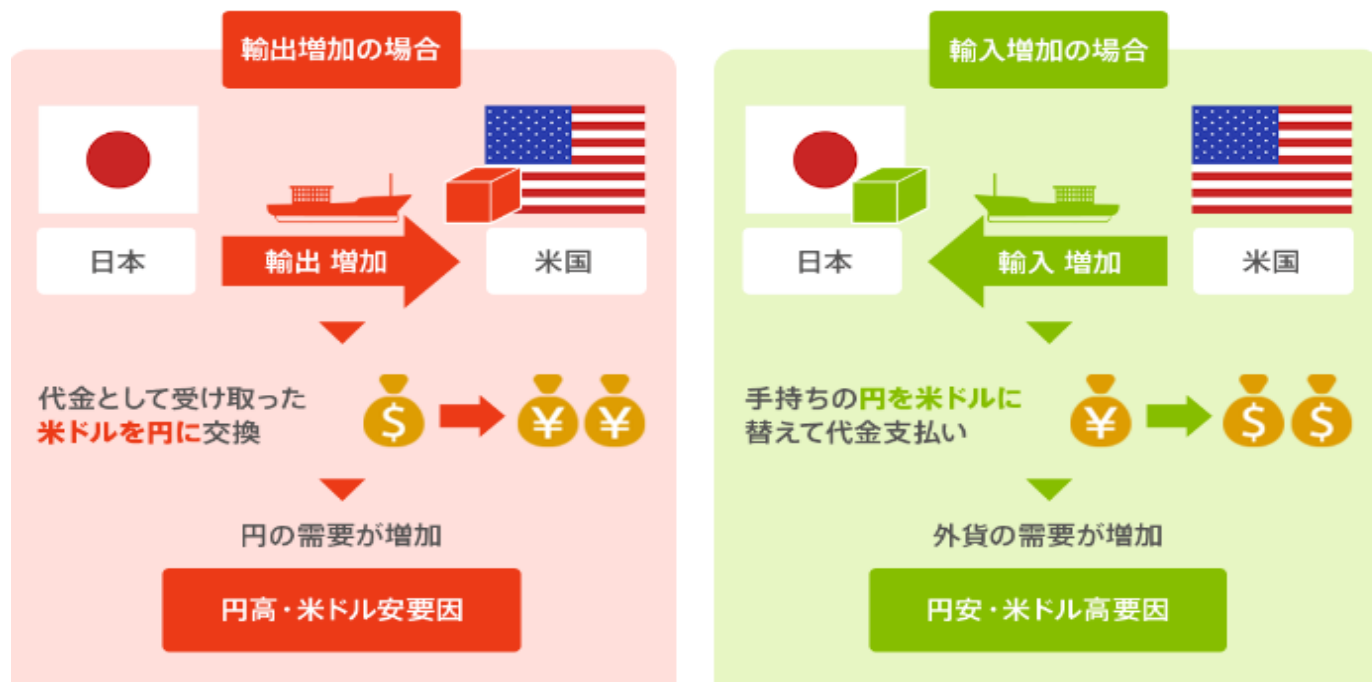 輸出増加の場合
日本
輸出 増加
米国
代金として受け取った
米ドルを円に交換
$
¥
¥
円の需要が増加
円高・米ドル安要因
輸入増加の場合
日本
輸入 増加
米国
手持ちの円を米ドルに
替えて代金支払い
¥
$
$
外貨の需要が増加
円安・米ドル高要因